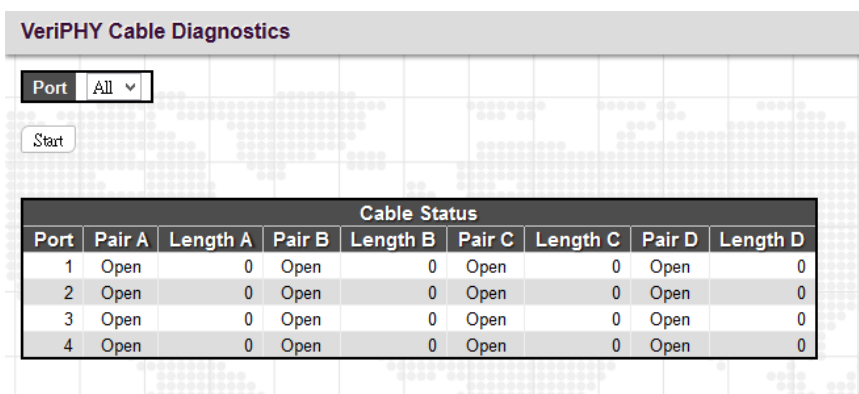 VeriPHY Cable Diagnostics
Port All
Start
Cable Status
Port Pair A Length A Pair B Length B Pair C Length C Pair D Length D
1 Open 0 Open 0 Open 0 Open 0
2 Open 0 Open 0 Open 0 Open 0
3 Open 0 Open 0 Open 0 Open 0
4 Open 0 Open 0 Open 0 Open 0